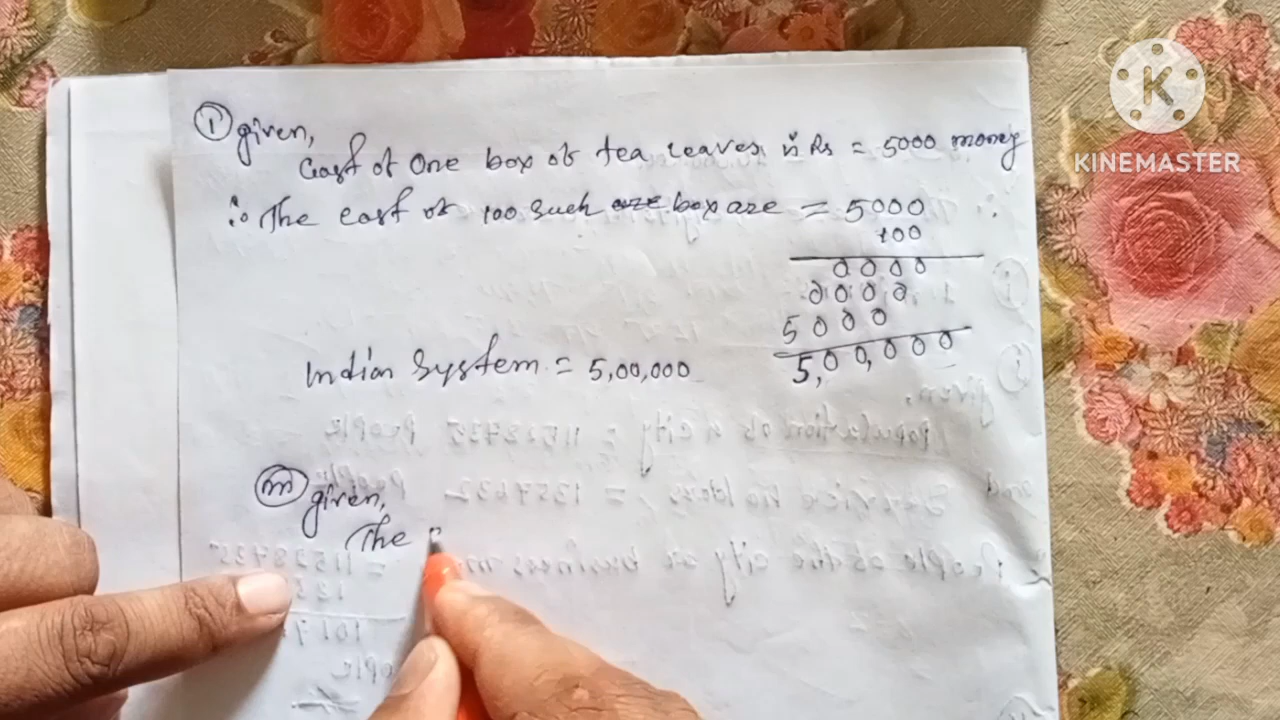 K
KINEMASTER
i given,
Cost of One box of tea leaves is Rs = 5000 money
∴ The cost of 100 such are box are = 5000
100
0000
0000
5000
5,00,000
Indian System = 5,00,000
m given,
The